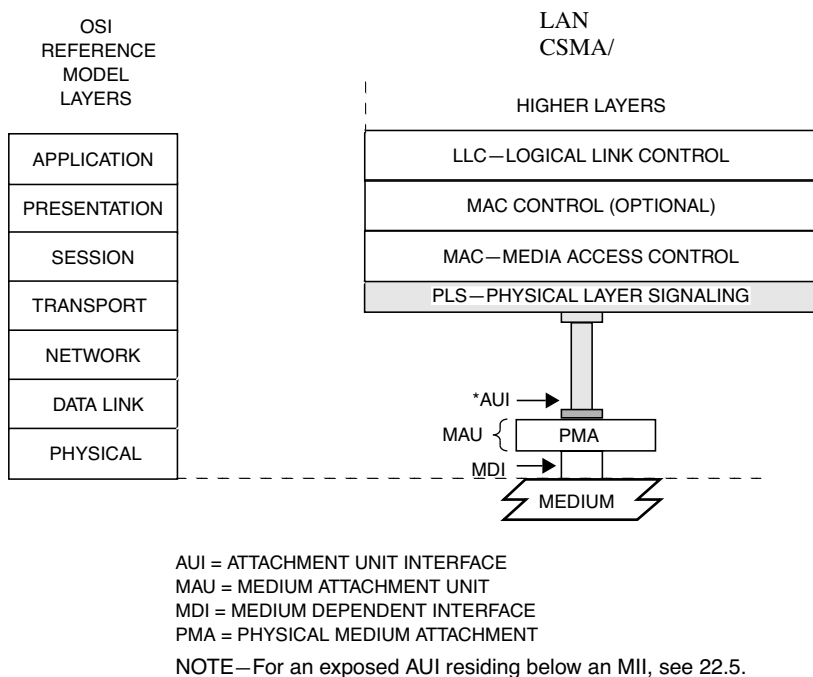 OSI
REFERENCE
MODEL
LAYERS
APPLICATION
PRESENTATION
SESSION
TRANSPORT
NETWORK
DATA LINK
PHYSICAL
LAN
CSMA/
HIGHER LAYERS
LLC—LOGICAL LINK CONTROL
MAC CONTROL (OPTIONAL)
MAC—MEDIA ACCESS CONTROL
PLS—PHYSICAL LAYER SIGNALING
*AUI
MAU
PMA
MDI
MEDIUM
AUI = ATTACHMENT UNIT INTERFACE
MAU = MEDIUM ATTACHMENT UNIT
MDI = MEDIUM DEPENDENT INTERFACE
PMA = PHYSICAL MEDIUM ATTACHMENT
NOTE—For an exposed AUI residing below an MII, see 22.5.